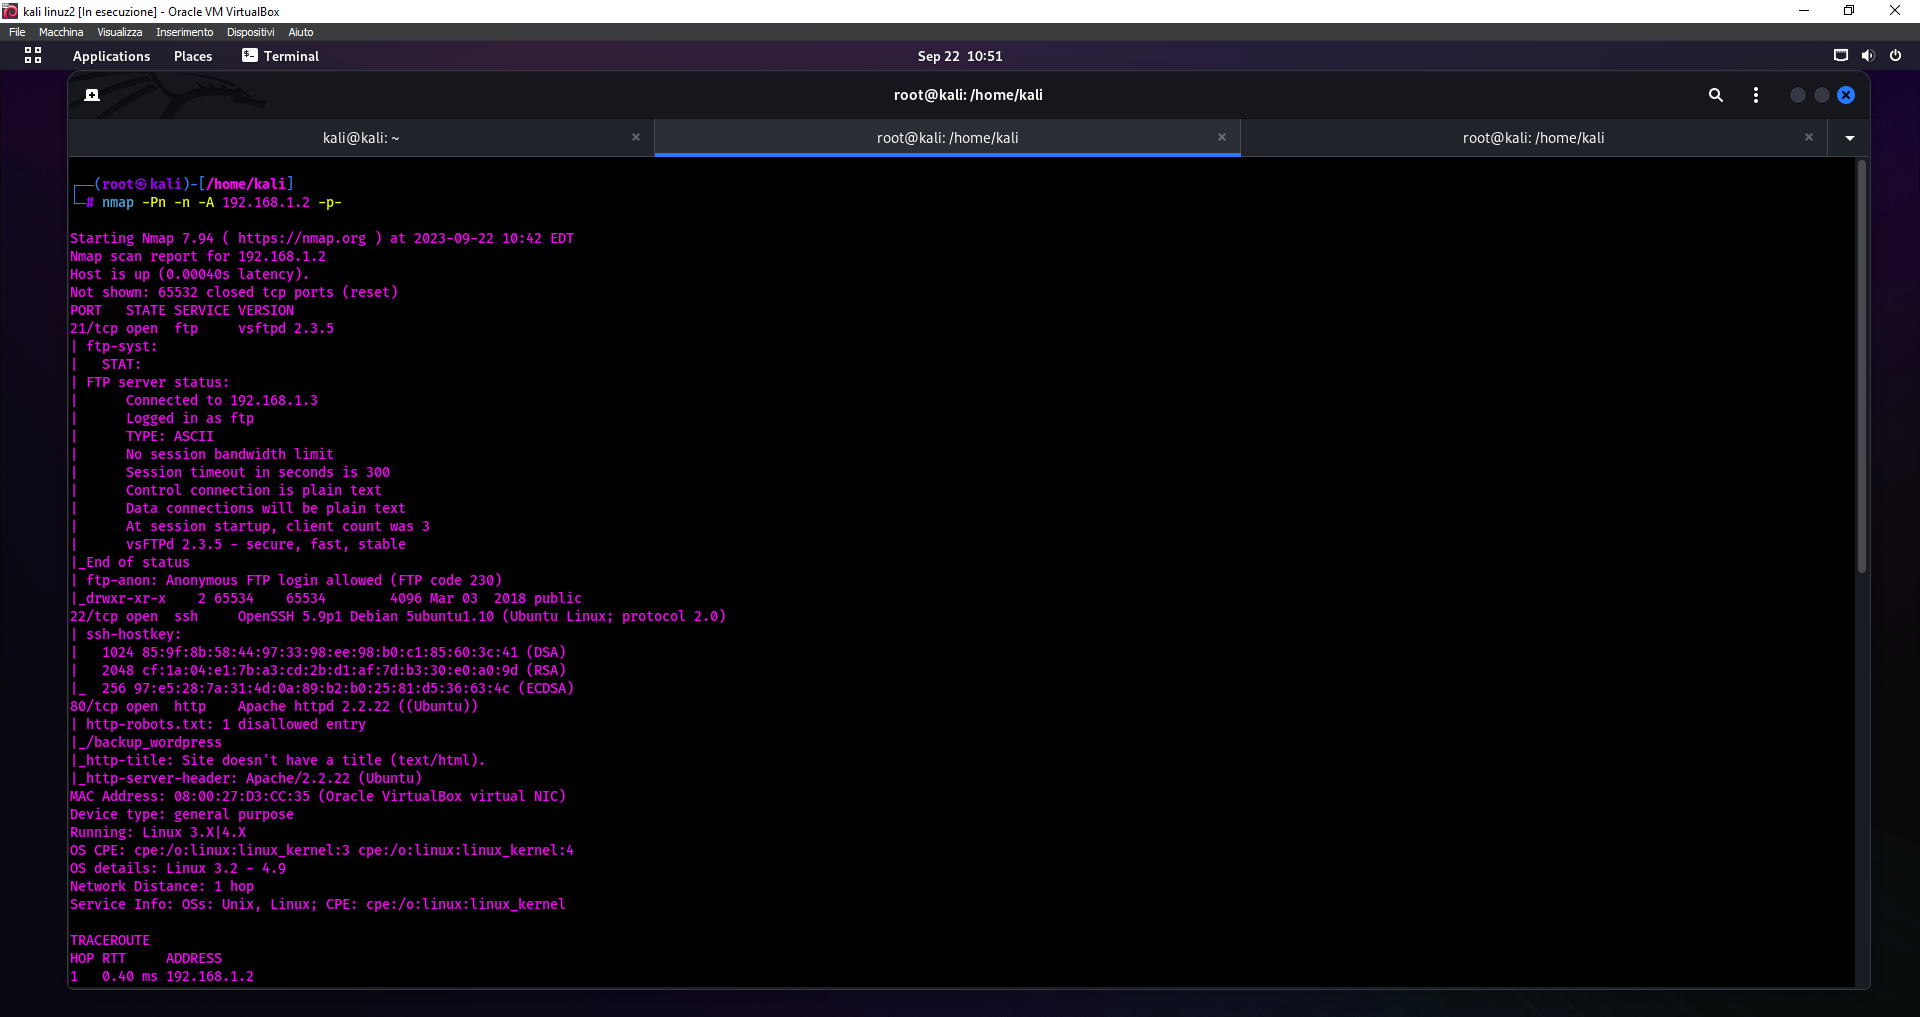 kali linuz2 [In esecuzione] - Oracle VM VirtualBox
File Macchina Visualizza Inserimento Dispositivi Aiuto
Applications Places Terminal Sep 22 10:51
root@kali: /home/kali
kali@kali: ~ root@kali: /home/kali root@kali: /home/kali
┌──(root㉿kali)-[/home/kali]
└─# nmap -Pn -n -A 192.168.1.2 -p-
Starting Nmap 7.94 ( https://nmap.org ) at 2023-09-22 10:42 EDT
Nmap scan report for 192.168.1.2
Host is up (0.00040s latency).
Not shown: 65532 closed tcp ports (reset)
PORT   STATE SERVICE VERSION
21/tcp open  ftp     vsftpd 2.3.5
| ftp-syst:
|   STAT:
| FTP server status:
|      Connected to 192.168.1.3
|      Logged in as ftp
|      TYPE: ASCII
|      No session bandwidth limit
|      Session timeout in seconds is 300
|      Control connection is plain text
|      Data connections will be plain text
|      At session startup, client count was 3
|      vsFTPd 2.3.5 - secure, fast, stable
|_End of status
| ftp-anon: Anonymous FTP login allowed (FTP code 230)
|_drwxr-xr-x    2 65534    65534        4096 Mar 03  2018 public
22/tcp open  ssh     OpenSSH 5.9p1 Debian 5ubuntu1.10 (Ubuntu Linux; protocol 2.0)
| ssh-hostkey:
|   1024 85:9f:8b:58:44:97:33:98:ee:98:b0:c1:85:60:3c:41 (DSA)
|   2048 cf:1a:04:e1:7b:a3:cd:2b:d1:af:7d:b3:30:e0:a0:9d (RSA)
|_  256 97:e5:28:7a:31:4d:0a:89:b2:b0:25:81:d5:36:63:4c (ECDSA)
80/tcp open  http    Apache httpd 2.2.22 ((Ubuntu))
| http-robots.txt: 1 disallowed entry
|_/backup_wordpress
|_http-title: Site doesn't have a title (text/html).
|_http-server-header: Apache/2.2.22 (Ubuntu)
MAC Address: 08:00:27:D3:CC:35 (Oracle VirtualBox virtual NIC)
Device type: general purpose
Running: Linux 3.X|4.X
OS CPE: cpe:/o:linux:linux_kernel:3 cpe:/o:linux:linux_kernel:4
OS details: Linux 3.2 - 4.9
Network Distance: 1 hop
Service Info: OSs: Unix, Linux; CPE: cpe:/o:linux:linux_kernel
TRACEROUTE
HOP RTT     ADDRESS
1   0.40 ms 192.168.1.2